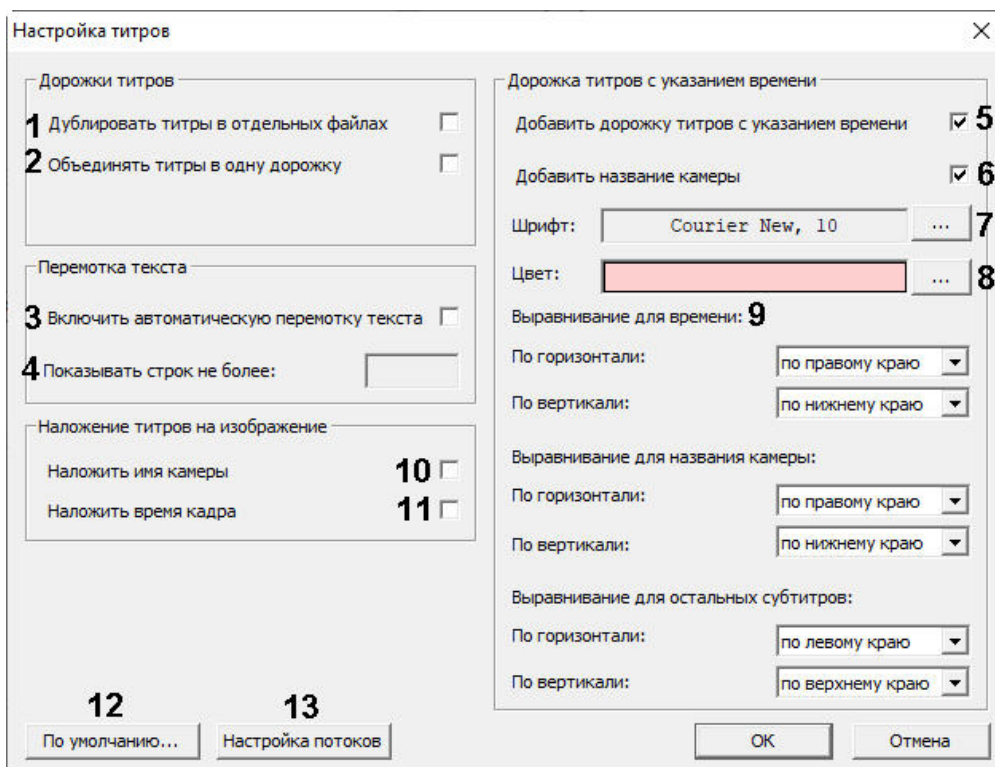 Настройка титров
Дорожки титров
1 Дублировать титры в отдельных файлах
2 Объединять титры в одну дорожку
Перемотка текста
3 Включить автоматическую перемотку текста
4 Показывать строк не более:
Наложение титров на изображение
Наложить имя камеры 10
Наложить время кадра 11
Дорожка титров с указанием времени
Добавить дорожку титров с указанием времени 5
Добавить название камеры 6
Шрифт: Courier New, 10 ... 7
Цвет: ... 8
Выравнивание для времени: 9
По горизонтали: по правому краю
По вертикали: по нижнему краю
Выравнивание для названия камеры:
По горизонтали: по правому краю
По вертикали: по нижнему краю
Выравнивание для остальных субтитров:
По горизонтали: по левому краю
По вертикали: по верхнему краю
12 13
По умолчанию... Настройка потоков OK Отмена